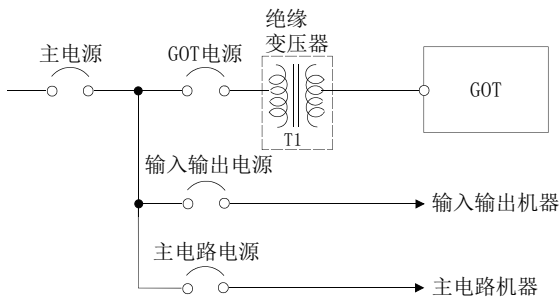 绝缘
变压器
主电源
GOT电源
GOT
T1
输入输出电源
输入输出机器
主电路电源
主电路机器